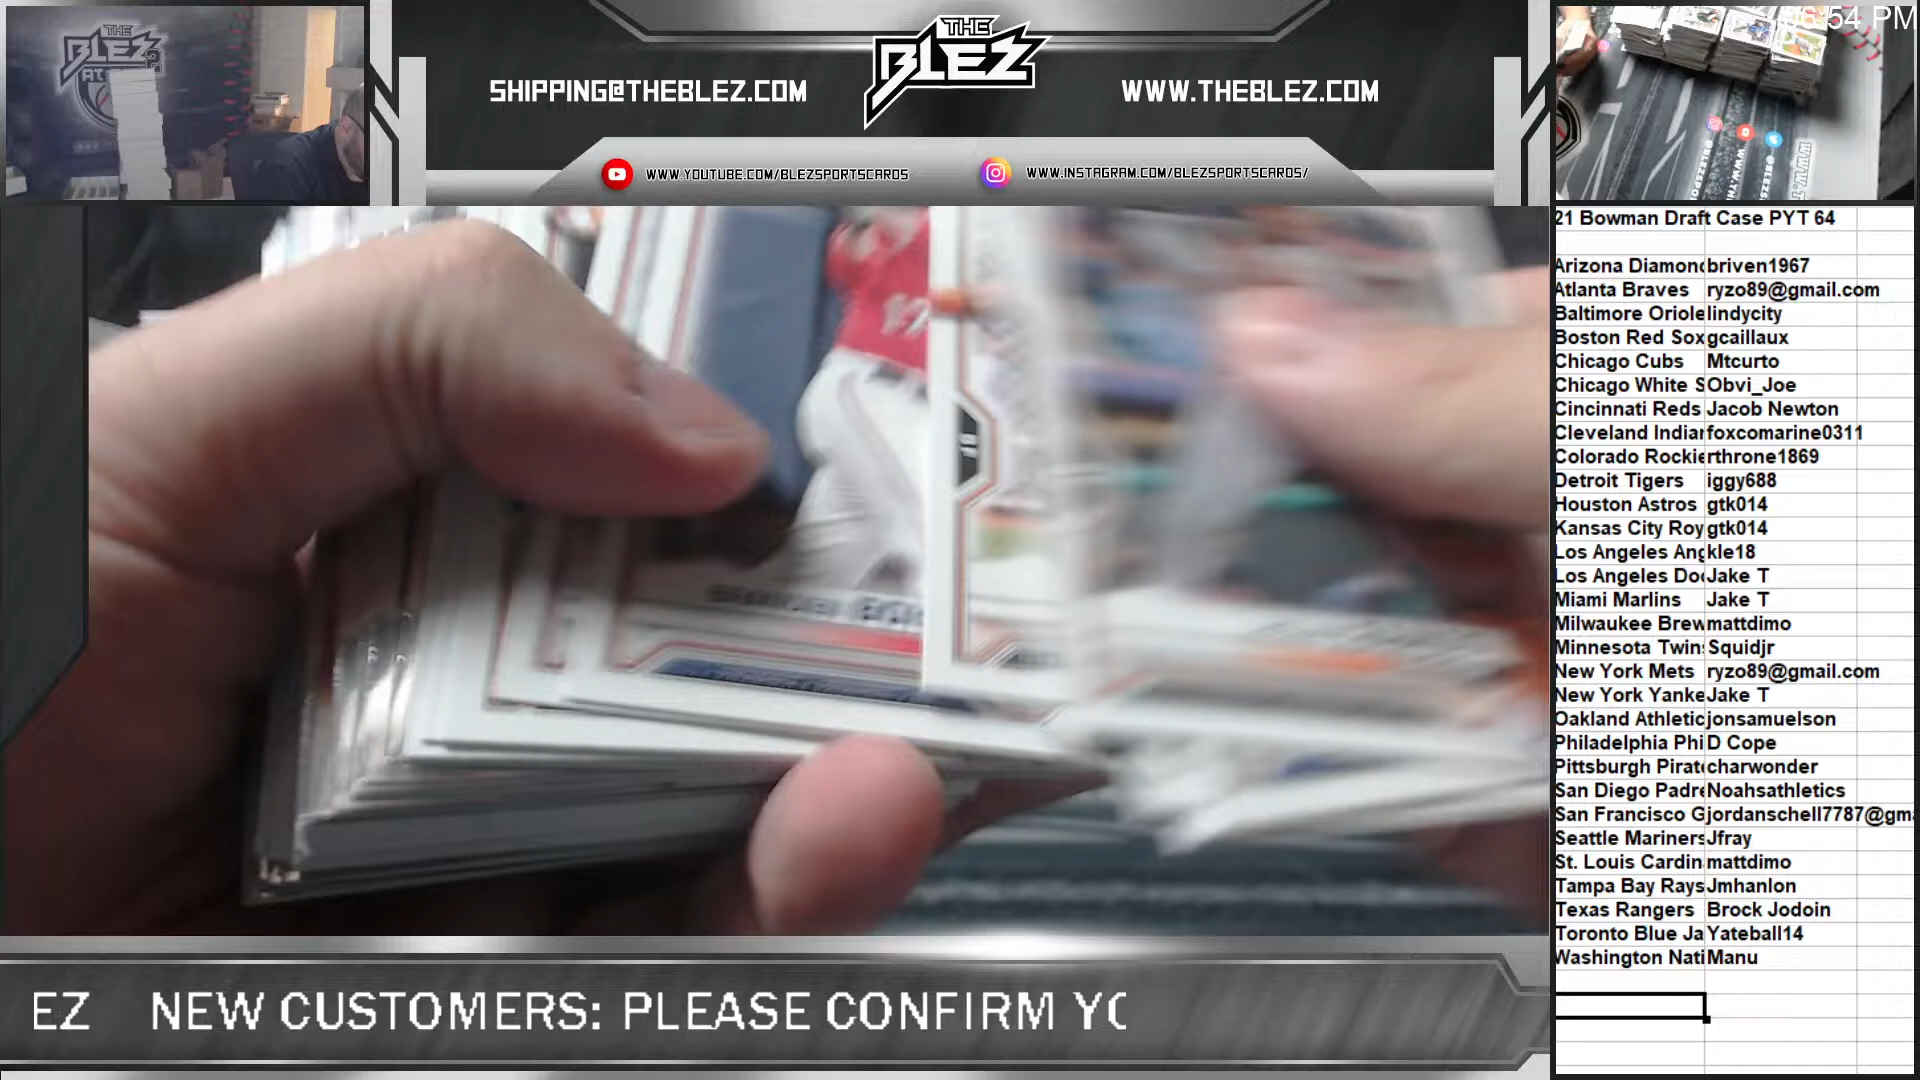 THE
BLEZ
SHIPPING@THEBLEZ.COM
WWW.THEBLEZ.COM
WWW.YOUTUBE.COM/BLEZSPORTSCARDS
WWW.INSTAGRAM.COM/BLEZSPORTSCARDS/
54 PM
21 Bowman Draft Case PYT 64
Arizona Diamond briven1967
Atlanta Braves ryzo89@gmail.com
Baltimore Oriole lindycity
Boston Red Sox gcaillaux
Chicago Cubs Mtcurto
Chicago White S Obvi_Joe
Cincinnati Reds Jacob Newton
Cleveland Indian foxcomarine0311
Colorado Rockie rthrone1869
Detroit Tigers iggy688
Houston Astros gtk014
Kansas City Roy gtk014
Los Angeles Ang kle18
Los Angeles Do Jake T
Miami Marlins Jake T
Milwaukee Brew mattdimo
Minnesota Twin Squidjr
New York Mets ryzo89@gmail.com
New York Yanke Jake T
Oakland Athletic jonsamuelson
Philadelphia Phi D Cope
Pittsburgh Pirat charwonder
San Diego Padre Noahsathletics
San Francisco G jordanschell7787@gm
Seattle Mariners Jfray
St. Louis Cardin mattdimo
Tampa Bay Rays Jmhanlon
Texas Rangers Brock Jodoin
Toronto Blue Ja Yateball14
Washington Nati Manu
EZ NEW CUSTOMERS: PLEASE CONFIRM YO